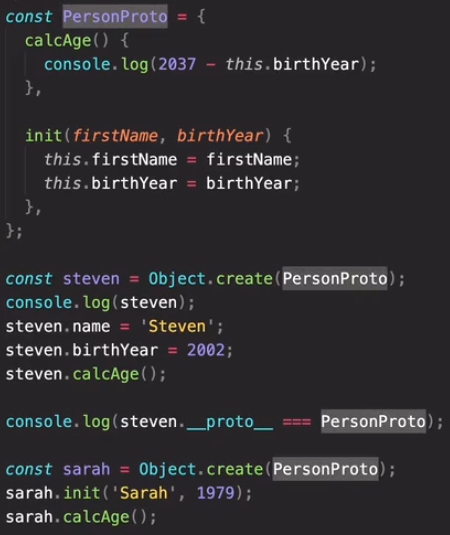 const PersonProto = {
  calcAge() {
    console.log(2037 - this.birthYear);
  },

  init(firstName, birthYear) {
    this.firstName = firstName;
    this.birthYear = birthYear;
  },
};

const steven = Object.create(PersonProto);
console.log(steven);
steven.name = 'Steven';
steven.birthYear = 2002;
steven.calcAge();

console.log(steven.__proto__ === PersonProto);

const sarah = Object.create(PersonProto);
sarah.init('Sarah', 1979);
sarah.calcAge();